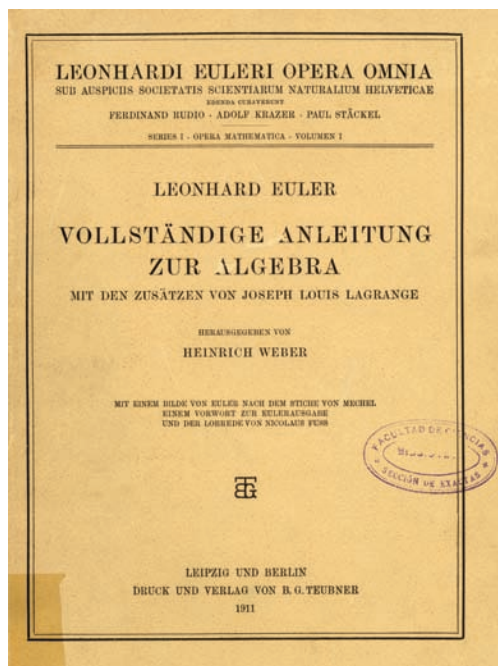 LEONHARDI EULERI OPERA OMNIA
SUB AUSPICIIS SOCIETATIS SCIENTIARUM NATURALIUM HELVETICAE
EDENDA CURAVERUNT
FERDINAND RUDIO · ADOLF KRAZER · PAUL STÄCKEL
SERIES I · OPERA MATHEMATICA · VOLUMEN I
LEONHARD EULER
VOLLSTÄNDIGE ANLEITUNG
ZUR ALGEBRA
MIT DEN ZUSÄTZEN VON JOSEPH LOUIS LAGRANGE
HERAUSGEGEBEN VON
HEINRICH WEBER
MIT EINEM BILDE VON EULER NACH DEM STICHE VON MECHEL
EINEM VORWORT ZUR EULERAUSGABE
UND DER LOBREDE VON NICOLAUS FUSS
FACULTAD DE CIENCIAS
SECCIÓN DE EXACTAS
BTG
LEIPZIG UND BERLIN
DRUCK UND VERLAG VON B. G. TEUBNER
1911